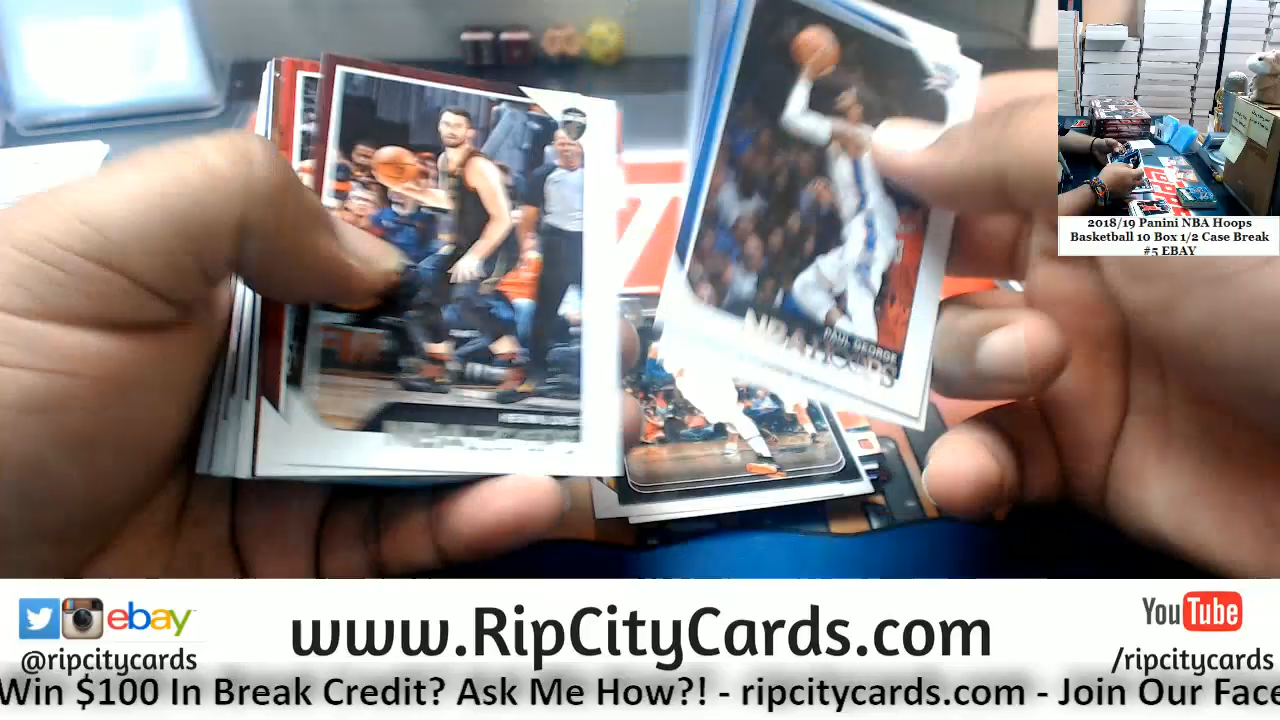 PAUL GEORGE
NBA HOOPS
2018/19 Panini NBA Hoops
Basketball 10 Box 1/2 Case Break
#5 EBAY
ebay
www.RipCityCards.com
You Tube
@ripcitycards
/ripcitycards
Win $100 In Break Credit? Ask Me How?! - ripcitycards.com - Join Our Face